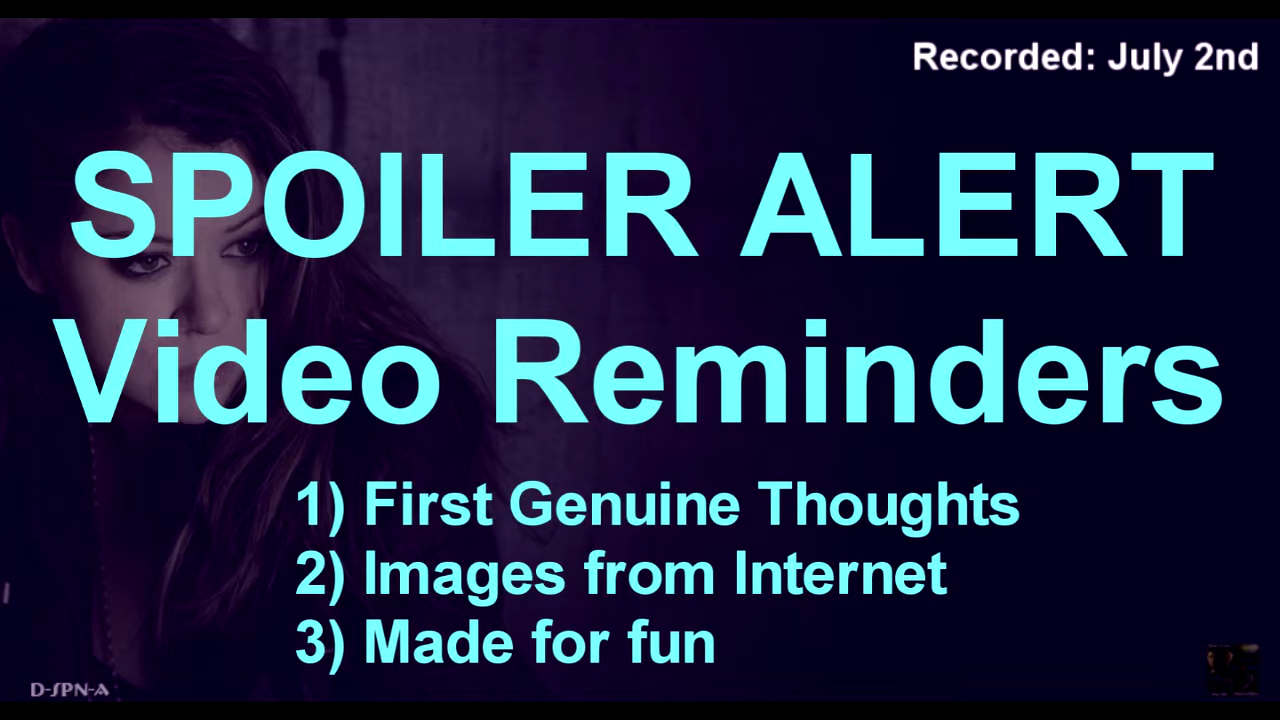 Recorded: July 2nd
SPOILER ALERT
Video Reminders
1) First Genuine Thoughts
2) Images from Internet
3) Made for fun
D-SPN-A